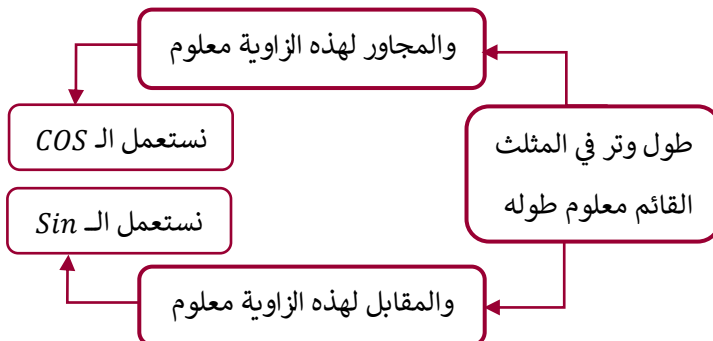 والمجاور لهذه الزاوية معلوم
نستعمل الـ COS
طول وتر في المثلث
القائم معلوم طوله
نستعمل الــ Sin
والمقابل لهذه الزاوية معلوم